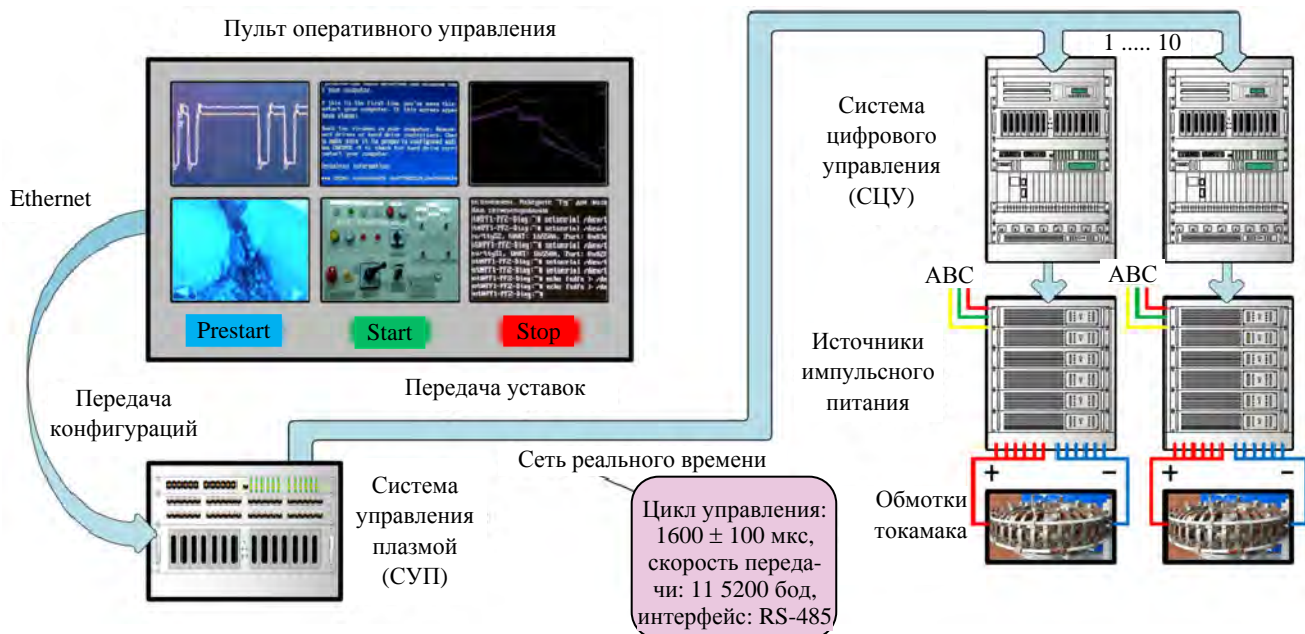 Пульт оперативного управления
1 ..... 10
Система
цифрового
управления
(СЦУ)
Ethernet
Prestart
Start
Stop
ABC
ABC
Источники
импульсного
питания
Передача уставок
Передача
конфигураций
Сеть реального времени
Система
управления
плазмой
(СУП)
Цикл управления:
1600 ± 100 мкс,
скорость переда-
чи: 11 5200 бод,
интерфейс: RS-485
+
−
+
−
Обмотки
токамака